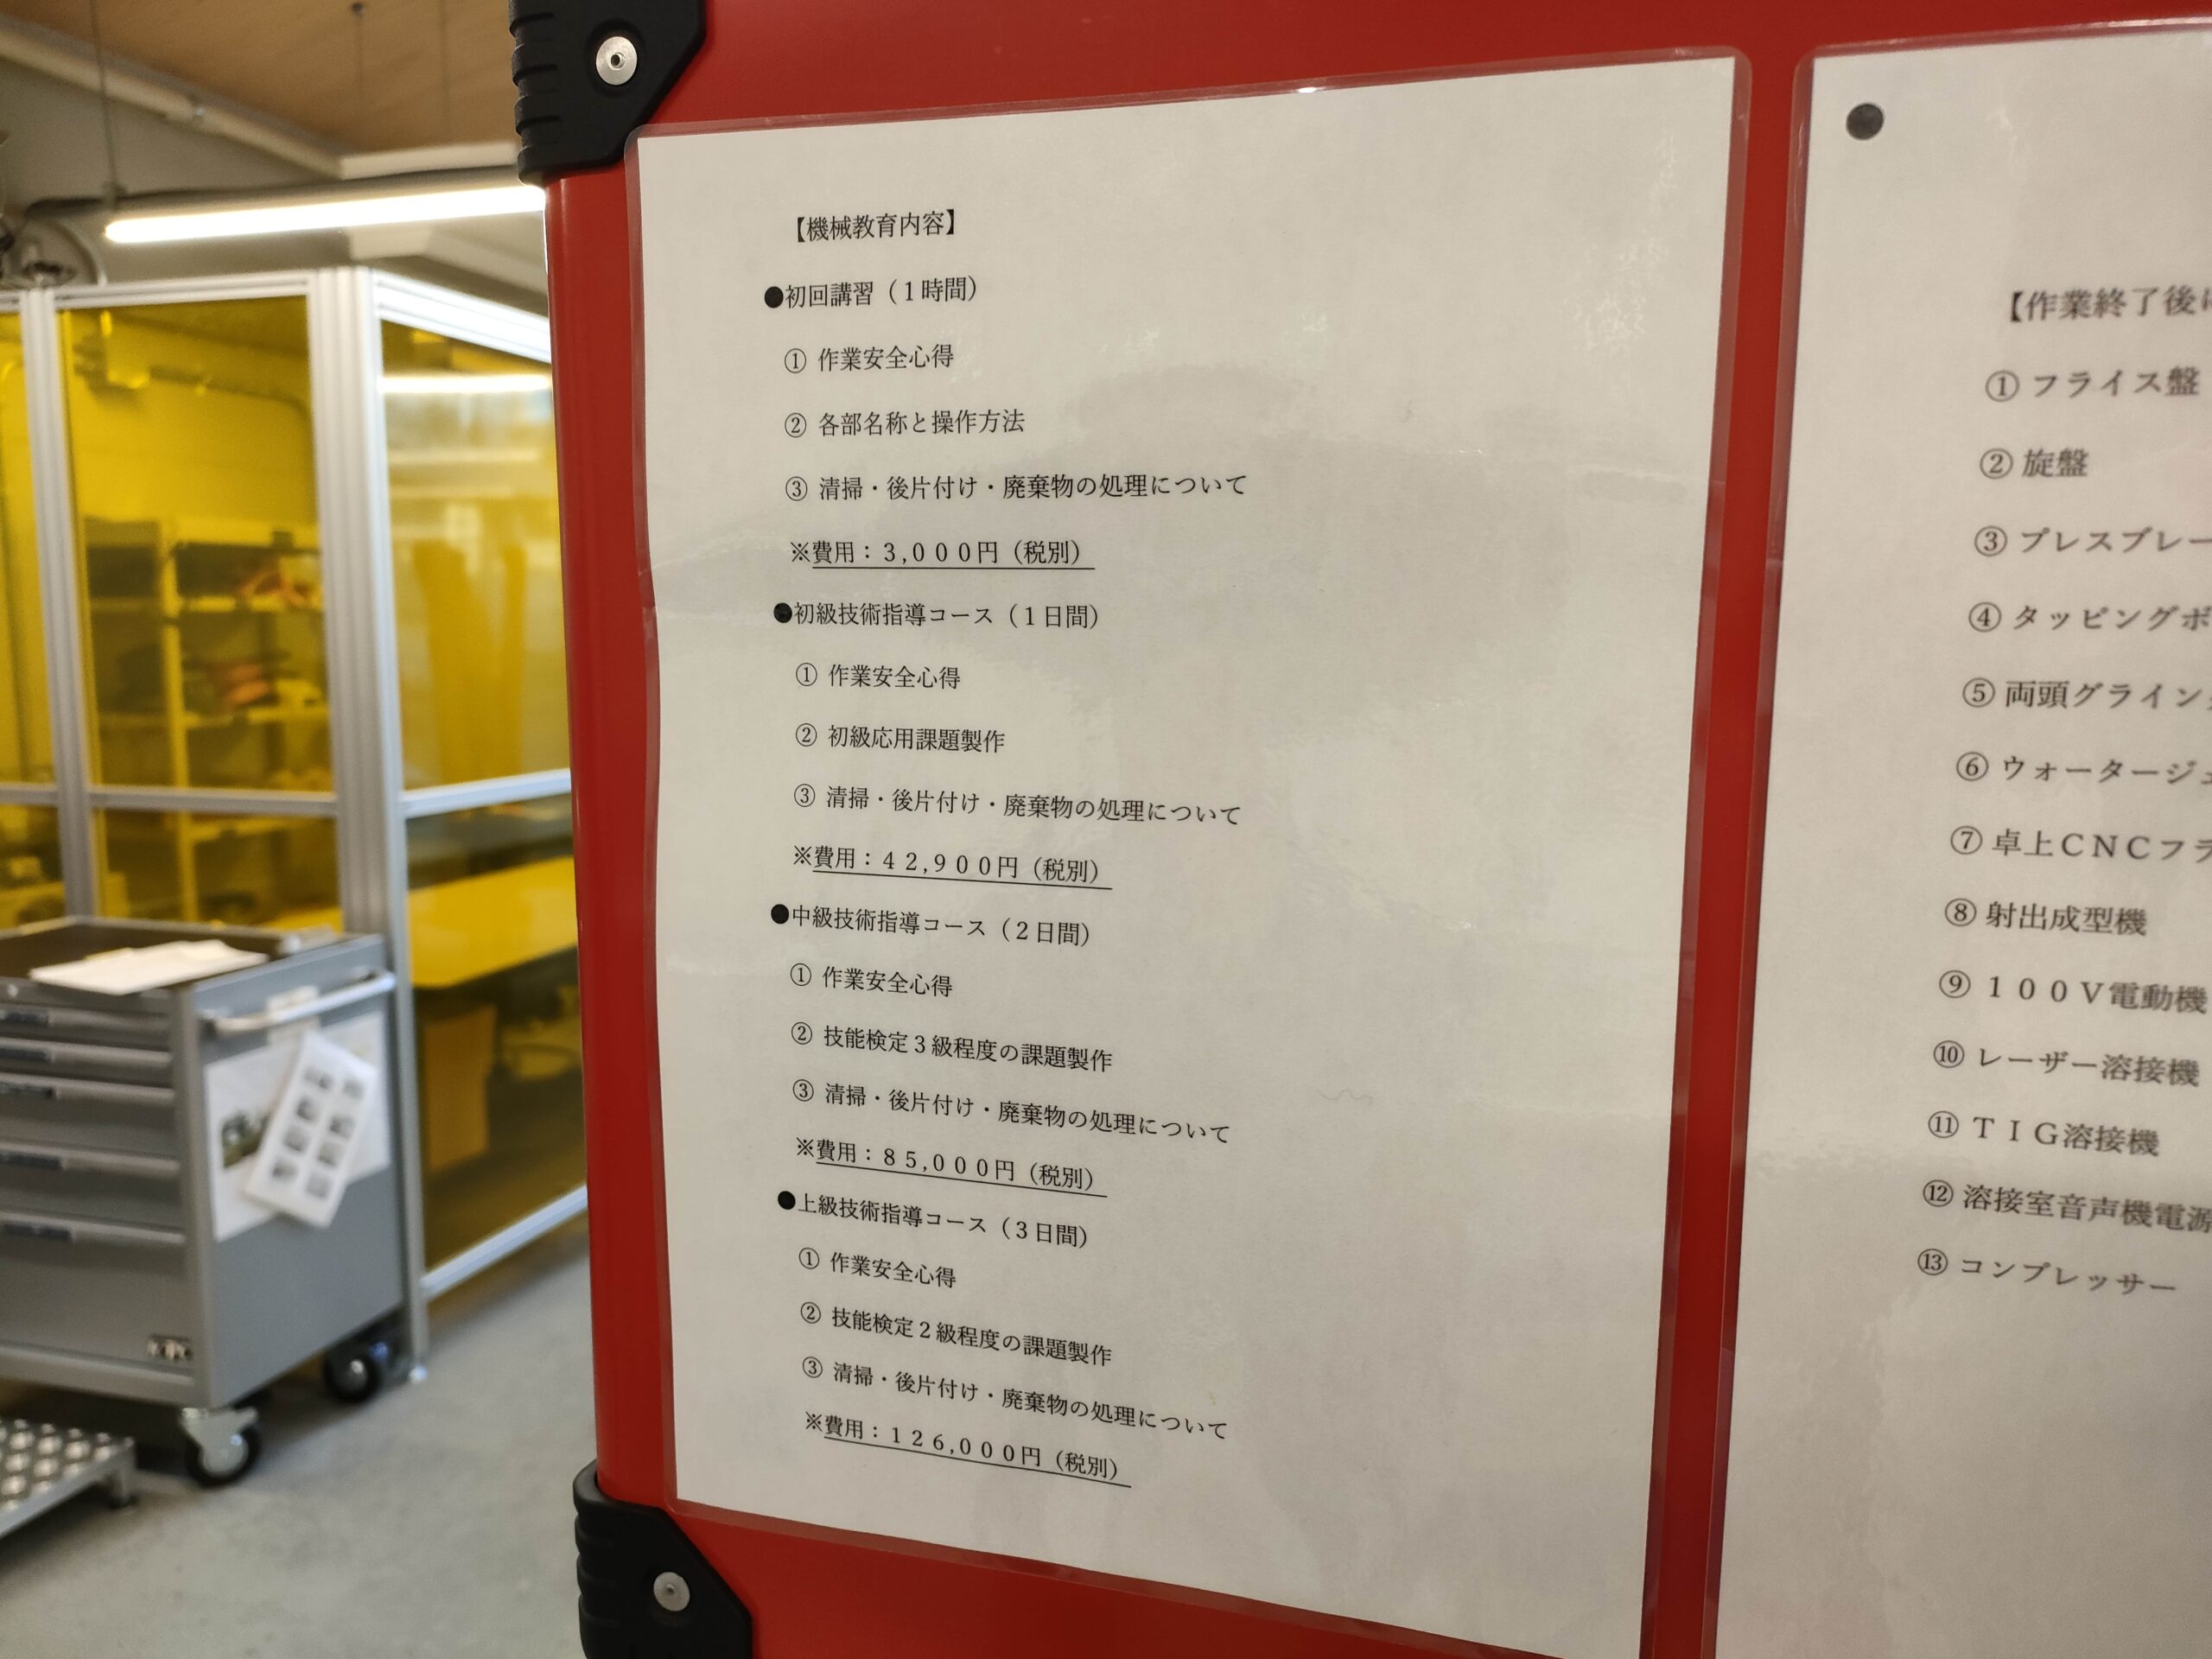 【機械教育内容】
●初回講習(1時間)
① 作業安全心得
② 各部名称と操作方法
③ 清掃・後片付け・廃棄物の処理について
※費用：3,000円(税別)
●初級技術指導コース(1日間)
① 作業安全心得
② 初級応用課題製作
③ 清掃・後片付け・廃棄物の処理について
※費用：42,900円(税別)
●中級技術指導コース(2日間)
① 作業安全心得
② 技能検定3級程度の課題製作
③ 清掃・後片付け・廃棄物の処理について
※費用：85,000円(税別)
●上級技術指導コース(3日間)
① 作業安全心得
② 技能検定2級程度の課題製作
③ 清掃・後片付け・廃棄物の処理について
※費用：126,000円(税別)
【作業終了後
① フライス盤
② 旋盤
③ プレスブレー
④ タッピングボ
⑤ 両頭グライン
⑥ ウォータージェ
⑦ 卓上CNCフラ
⑧ 射出成型機
⑨ 100V電動機
⑩ レーザー溶接機
⑪ TIG溶接機
⑫ 溶接室音声機電源
⑬ コンプレッサー